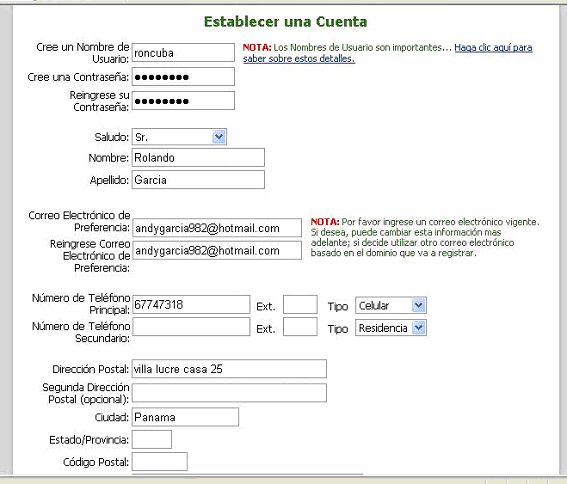 Establecer una Cuenta
Cree un Nombre de
Usuario: roncuba
NOTA: Los Nombres de Usuario son importantes... Haga clic aquí para
saber sobre estos detalles.
Cree una Contraseña: ●●●●●●●●
Reingrese su
Contraseña: ●●●●●●●●
Saludo: Sr.
Nombre: Rolando
Apellido: Garcia
Correo Electrónico de
Preferencia: andygarcia982@hotmail.com
Reingrese Correo
Electrónico de
Preferencia: andygarcia982@hotmail.com
NOTA: Por favor ingrese un correo electrónico vigente.
Si desea, puede cambiar esta información mas
adelante; si decide utilizar otro correo electrónico
basado en el dominio que va a registrar.
Número de Teléfono
Principal: 67747318 Ext. Tipo Celular
Número de Teléfono
Secundario: Ext. Tipo Residencia
Dirección Postal: villa lucre casa 25
Segunda Dirección
Postal (opcional):
Ciudad: Panama
Estado/Provincia:
Código Postal: